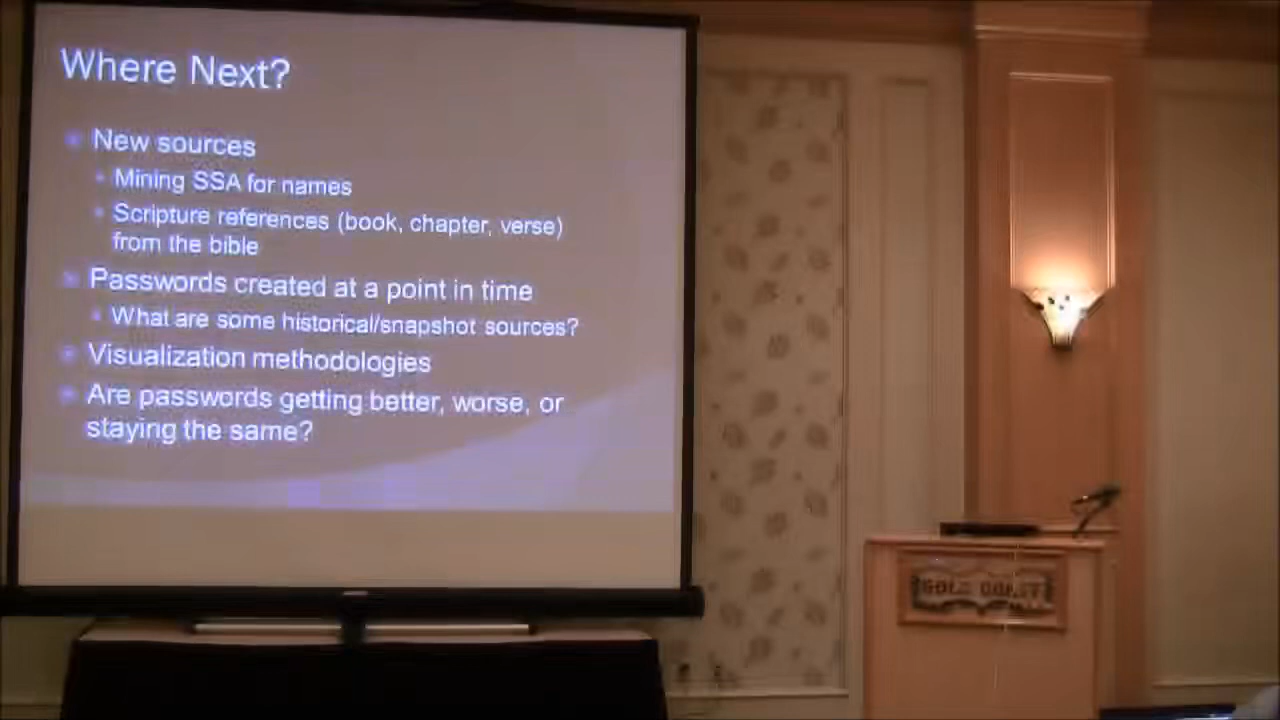 Where Next?
New sources
Mining SSA for names
Scripture references (book, chapter, verse)
from the bible
Passwords created at a point in time
What are some historical/snapshot sources?
Visualization methodologies
Are passwords getting better, worse, or
staying the same?
GOLD COAST